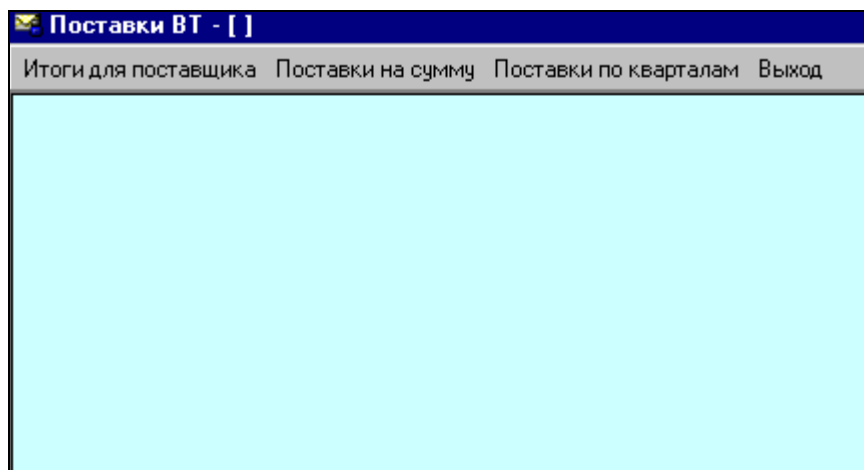 Поставки ВТ - [ ]
Итоги для поставщика Поставки на сумму Поставки по кварталам Выход